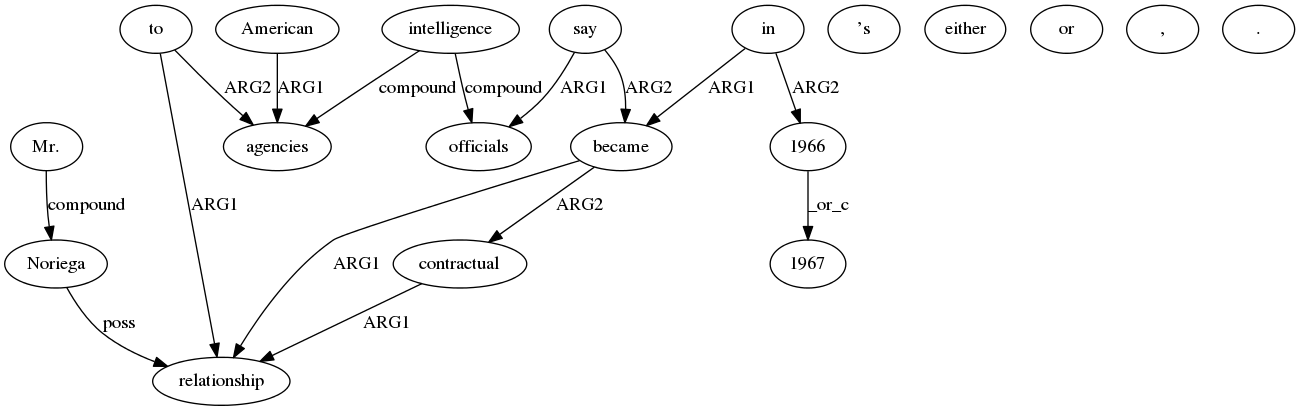 to American intelligence say in 's either or , .
ARG2 ARG1 compound compound ARG1 ARG2 ARG1 ARG2
Mr. agencies officials became 1966
compound ARG1 ARG2 _or_c
Noriega ARG1 contractual 1967
poss ARG1
relationship